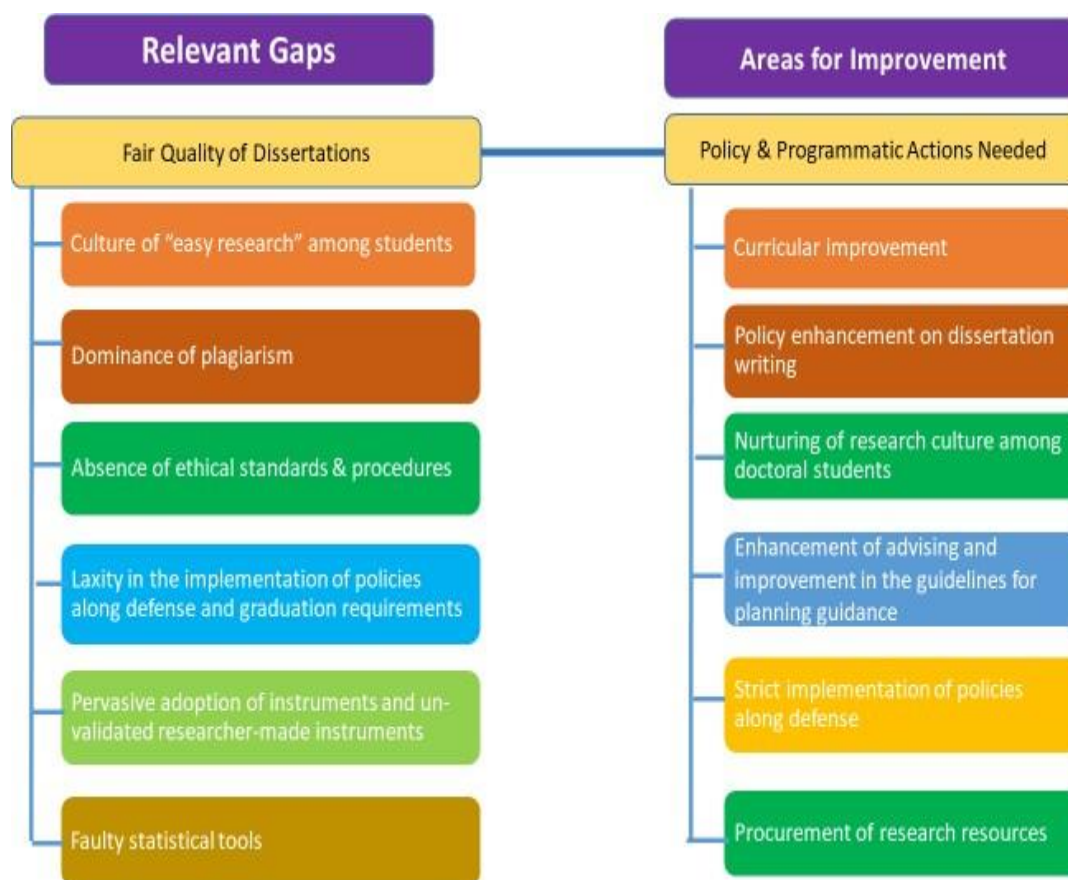 Relevant Gaps
Fair Quality of Dissertations
Culture of “easy research” among students
Dominance of plagiarism
Absence of ethical standards & procedures
Laxity in the implementation of policies
along defense and graduation requirements
Pervasive adoption of instruments and un-
validated researcher-made instruments
Faulty statistical tools
Areas for Improvement
Policy & Programmatic Actions Needed
Curricular improvement
Policy enhancement on dissertation
writing
Nurturing of research culture among
doctoral students
Enhancement of advising and
improvement in the guidelines for
planning guidance
Strict implementation of policies
along defense
Procurement of research resources